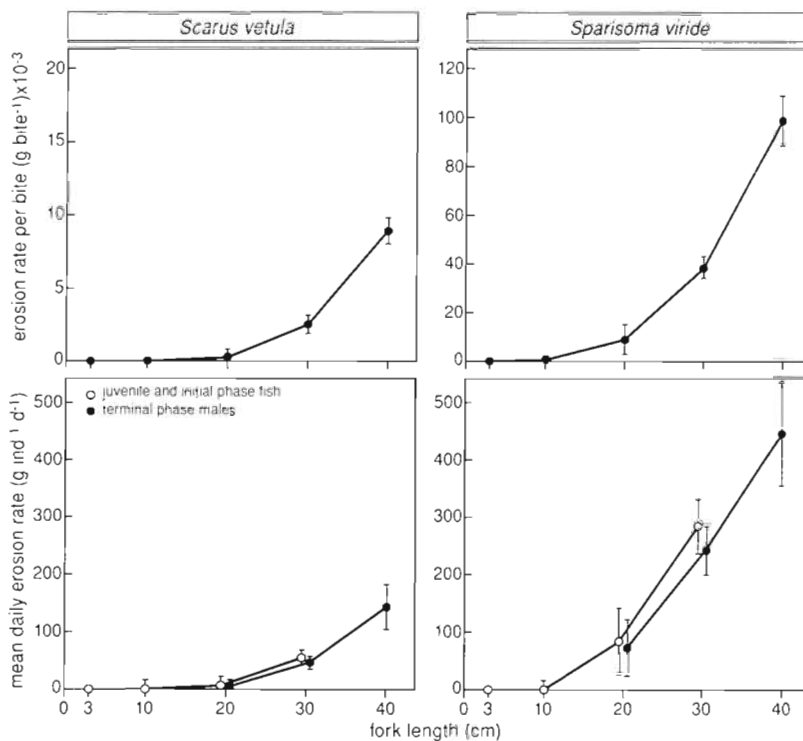 Scarus vetula
Sparisoma viride
erosion rate per bite (g bite-1)x10-3
20
15
10
5
0
120
100
80
60
40
20
0
mean daily erosion rate (g ind-1 d-1)
juvenile and initial phase fish
terminal phase males
500
400
300
200
100
0
500
400
300
200
100
0
0 3 10 20 30 40
0 3 10 20 30 40
fork length (cm)